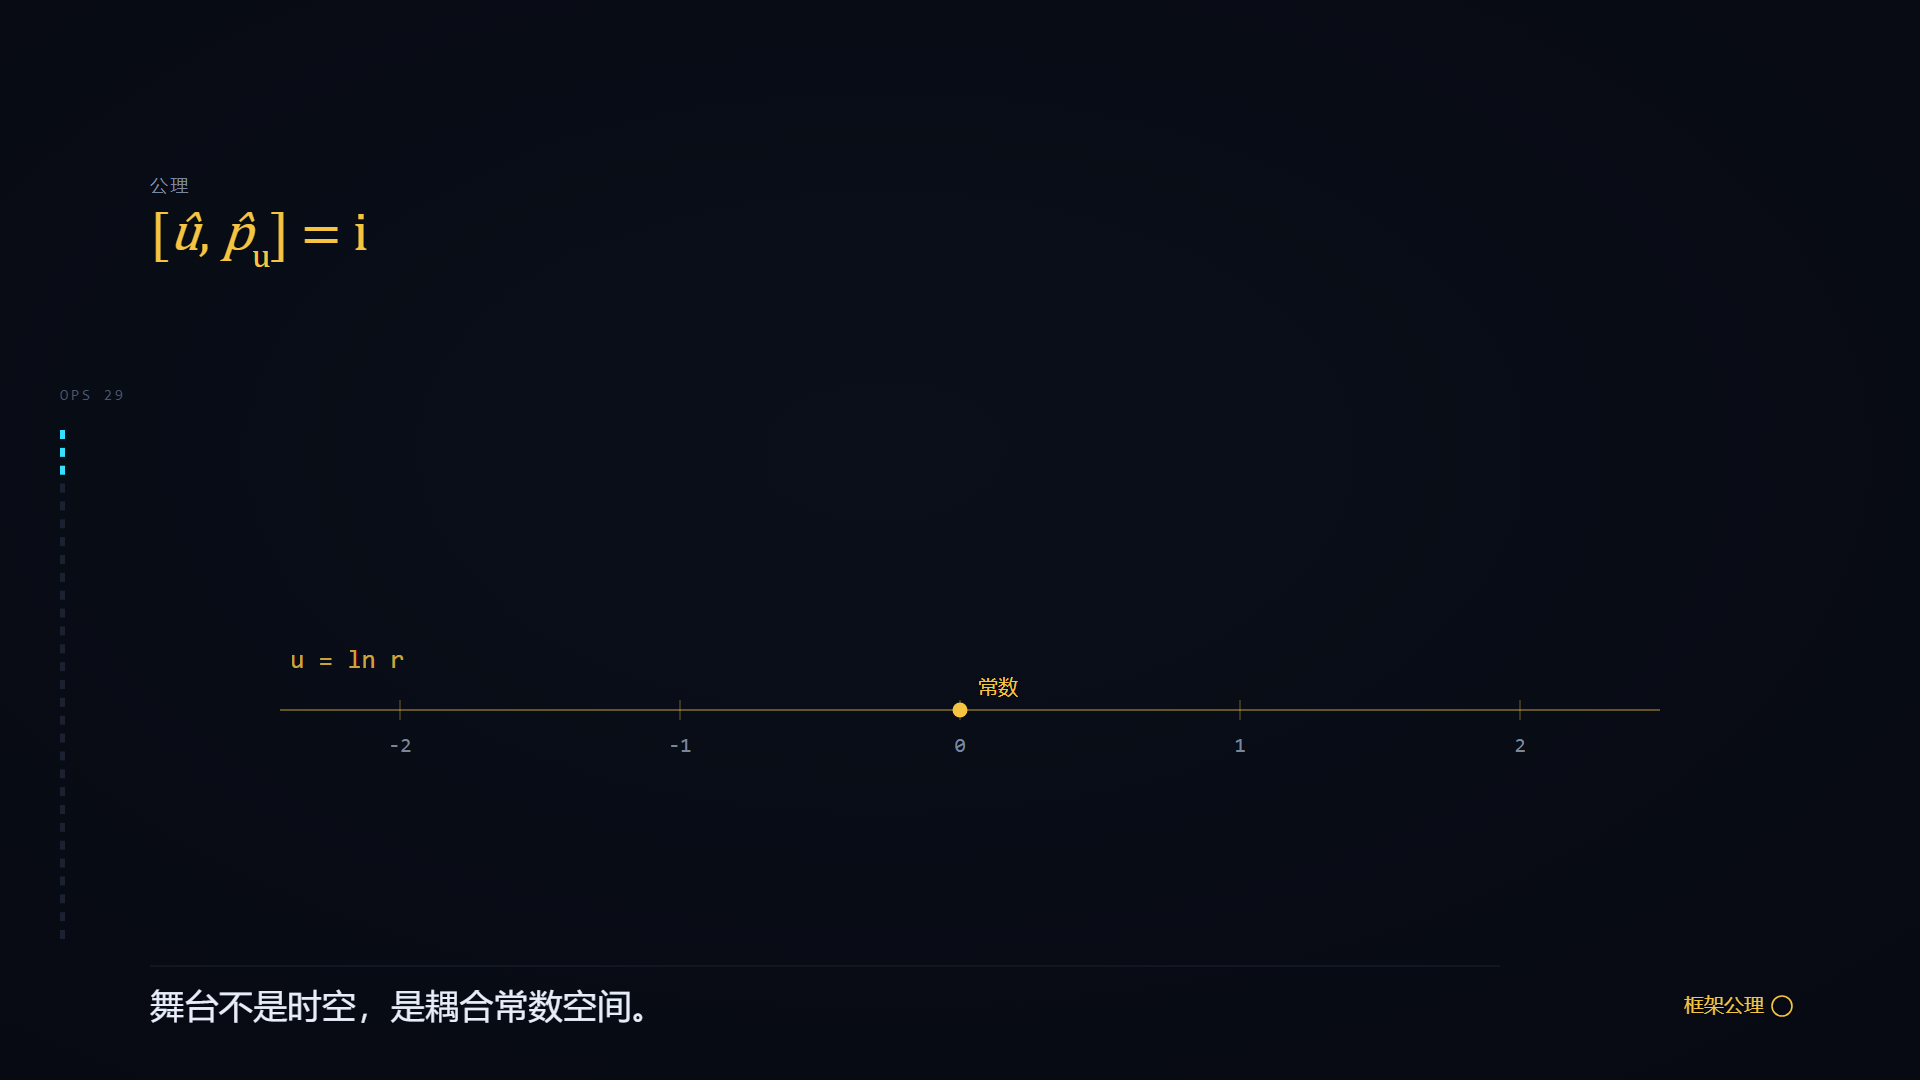 公理
[û, p̂u] = i
OPS 29
u = ln r
常数
-2 -1 0 1 2
舞台不是时空，是耦合常数空间。
框架公理